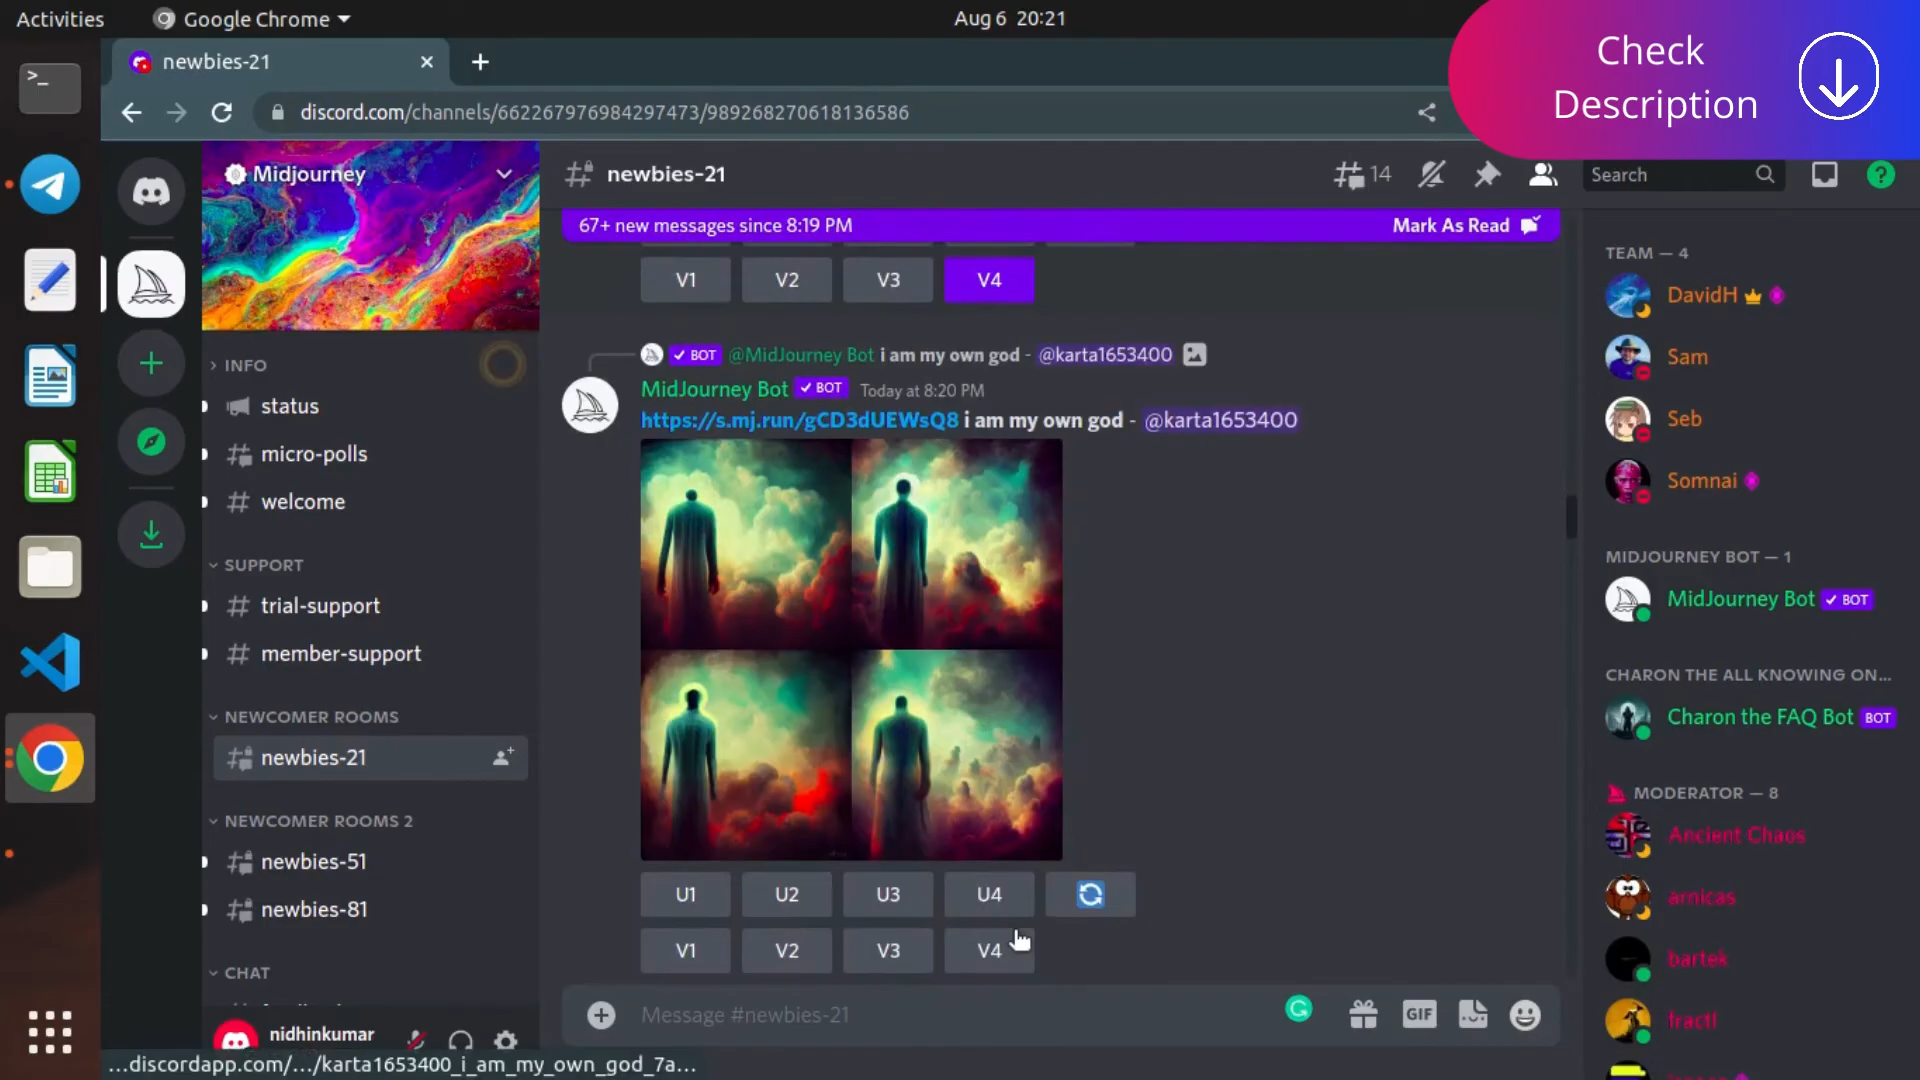 Activities
Google Chrome
Aug 6 20:21
Check
Description
newbies-21
discord.com/channels/662267976984297473/989268270618136586
Midjourney
newbies-21
14
Search
67+ new messages since 8:19 PM
Mark As Read
V1 V2 V3 V4
INFO
status
micro-polls
welcome
SUPPORT
trial-support
member-support
NEWCOMER ROOMS
newbies-21
NEWCOMER ROOMS 2
newbies-51
newbies-81
CHAT
nidhinkumar
BOT @MidJourney Bot i am my own god - @karta1653400
MidJourney Bot BOT Today at 8:20 PM
https://s.mj.run/gCD3dUEWsQ8 i am my own god - @karta1653400
U1 U2 U3 U4
V1 V2 V3 V4
Message #newbies-21
GIF
TEAM — 4
DavidH
Sam
Seb
Somnai
MIDJOURNEY BOT — 1
MidJourney Bot BOT
CHARON THE ALL KNOWING ON...
Charon the FAQ Bot BOT
MODERATOR — 8
Ancient Chaos
arnicas
bartek
fractl
...discordapp.com/.../karta1653400_i_am_my_own_god_7a...